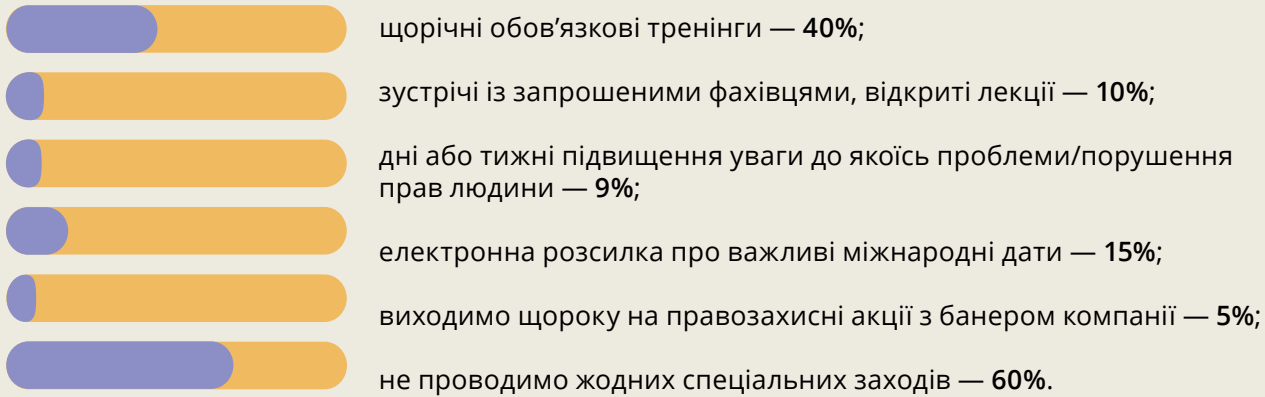 щорічні обов’язкові тренінги — 40%;
зустрічі із запрошеними фахівцями, відкриті лекції — 10%;
дні або тижні підвищення уваги до якоїсь проблеми/порушення
прав людини — 9%;
електронна розсилка про важливі міжнародні дати — 15%;
виходимо щороку на правозахисні акції з банером компанії — 5%;
не проводимо жодних спеціальних заходів — 60%.